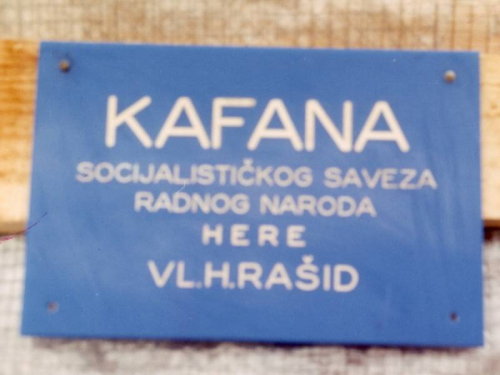 KAFANA
SOCIJALISTIČKOG SAVEZA
RADNOG NARODA
HERE
VL.H.RAŠID